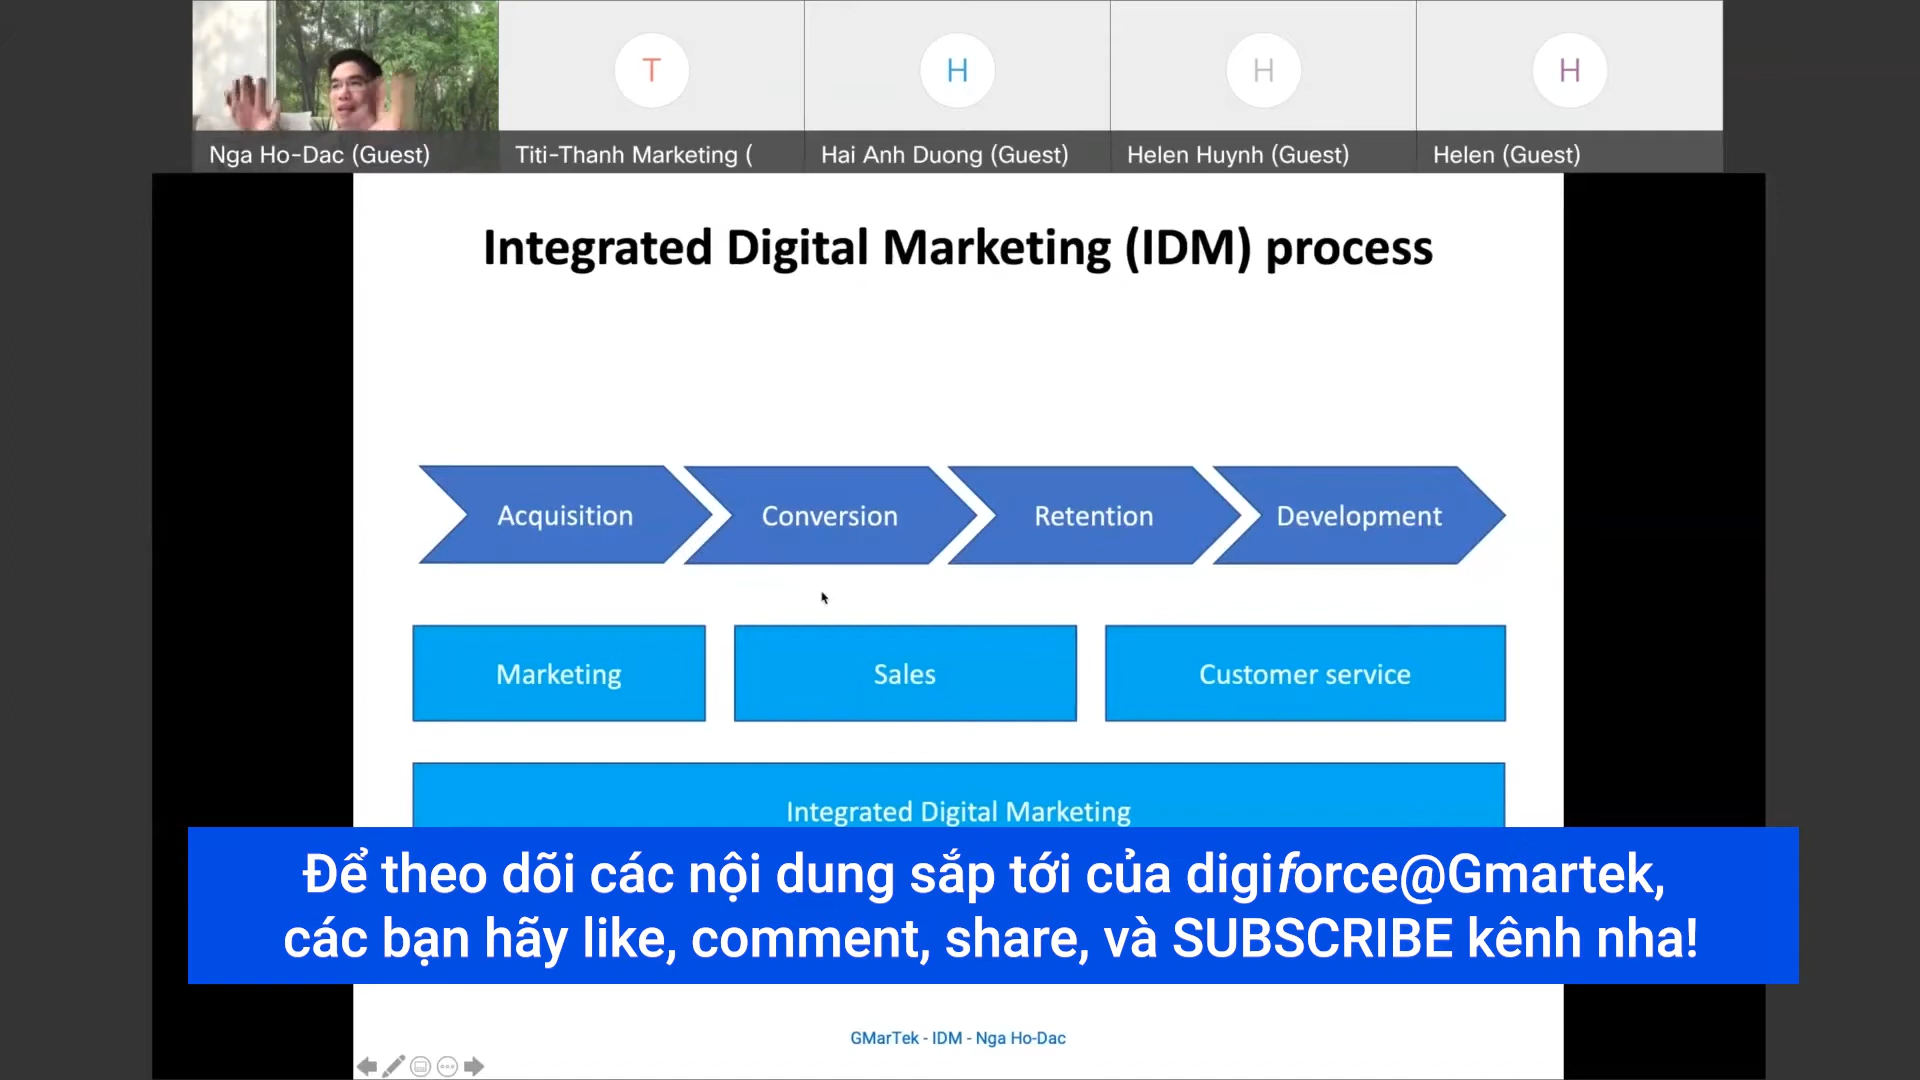 T
H
H
H
Nga Ho-Dac (Guest)
Titi-Thanh Marketing (
Hai Anh Duong (Guest)
Helen Huynh (Guest)
Helen (Guest)
Integrated Digital Marketing (IDM) process
Acquisition
Conversion
Retention
Development
Marketing
Sales
Customer service
Integrated Digital Marketing
Để theo dõi các nội dung sắp tới của digiforce@Gmartek,
các bạn hãy like, comment, share, và SUBSCRIBE kênh nha!
GMarTek - IDM - Nga Ho-Dac